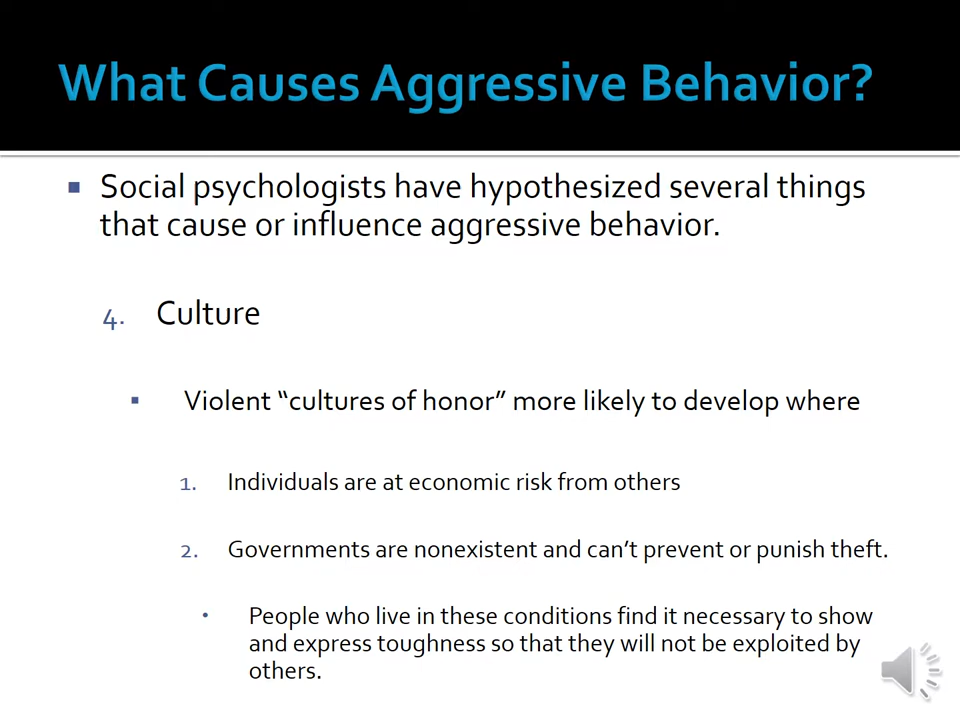 What Causes Aggressive Behavior?
▪ Social psychologists have hypothesized several things
that cause or influence aggressive behavior.
4. Culture
▪ Violent “cultures of honor” more likely to develop where
1. Individuals are at economic risk from others
2. Governments are nonexistent and can’t prevent or punish theft.
• People who live in these conditions find it necessary to show
and express toughness so that they will not be exploited by
others.